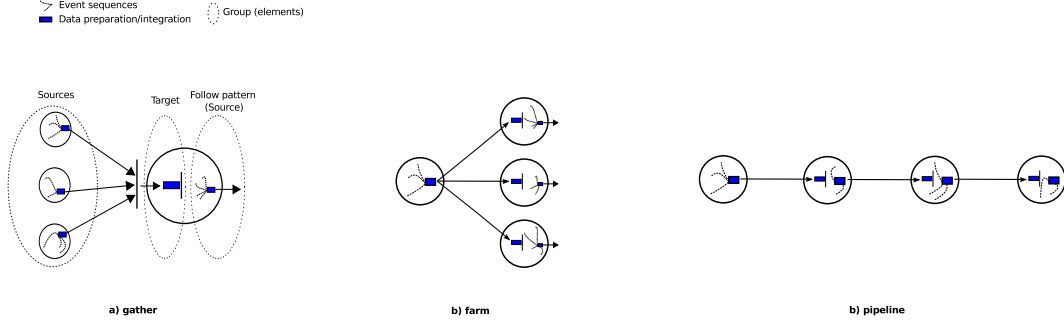 Event sequences
Data preparation/integration
Group (elements)
Sources
Target
Follow pattern
(Source)
a) gather
b) farm
b) pipeline